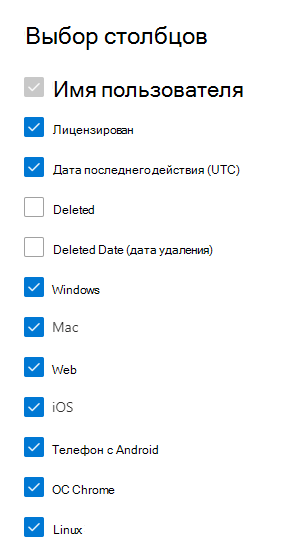 Выбор столбцов
Имя пользователя
Лицензирован
Дата последнего действия (UTC)
Deleted
Deleted Date (дата удаления)
Windows
Mac
Web
iOS
Телефон с Android
ОС Chrome
Linux